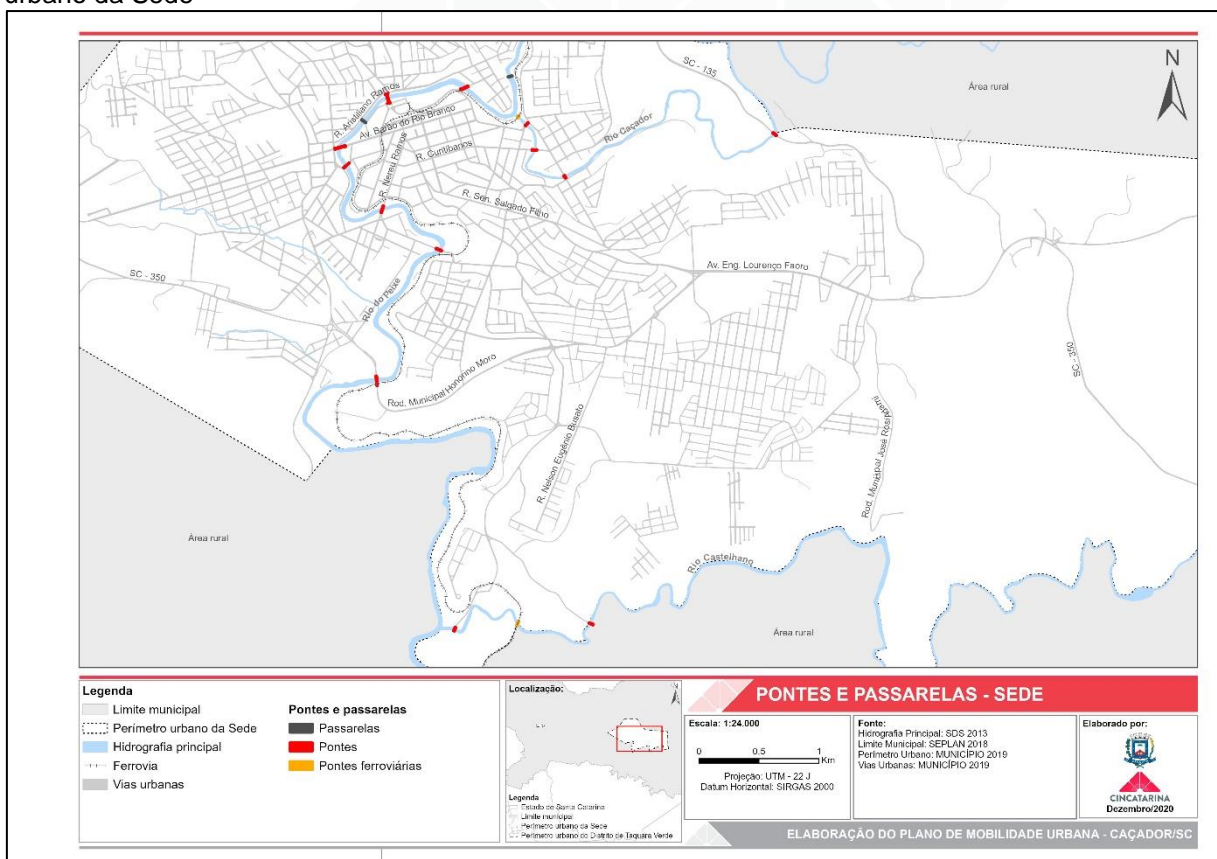 urbano da Sede
N
SC - 135
Área rural
R. Aristiliano Ramos
Av. Barão do Rio Branco
Rio Caçador
R. Curitibanos
R. Nereu Ramos
R. Sen. Salgado Filho
Av. Eng. Lourenço Faoro
SC - 350
Rio do Peixe
SC - 350
Rod. Municipal Honorino Moro
R. Nelson Eugênio Busato
Rod. Municipal José Rossi Adami
Área rural
Rio Castelhano
Área rural
Legenda
Limite municipal
Perímetro urbano da Sede
Hidrografia principal
Ferrovia
Vias urbanas
Pontes e passarelas
Passarelas
Pontes
Pontes ferroviárias
Localização:
N
Legenda
Estado de Santa Catarina
Limite municipal
Perímetro urbano da Sede
Perímetro urbano do Distrito de Taquara Verde
PONTES E PASSARELAS - SEDE
Escala: 1:24.000
0 0.5 1
Km
Projeção: UTM - 22 J
Datum Horizontal: SIRGAS 2000
Fonte:
Hidrografia Principal: SDS 2013
Limite Municipal: SEPLAN 2018
Perímetro Urbano: MUNICÍPIO 2019
Vias Urbanas: MUNICÍPIO 2019
Elaborado por:
CINCATARINA
Dezembro/2020
ELABORAÇÃO DO PLANO DE MOBILIDADE URBANA - CAÇADOR/SC